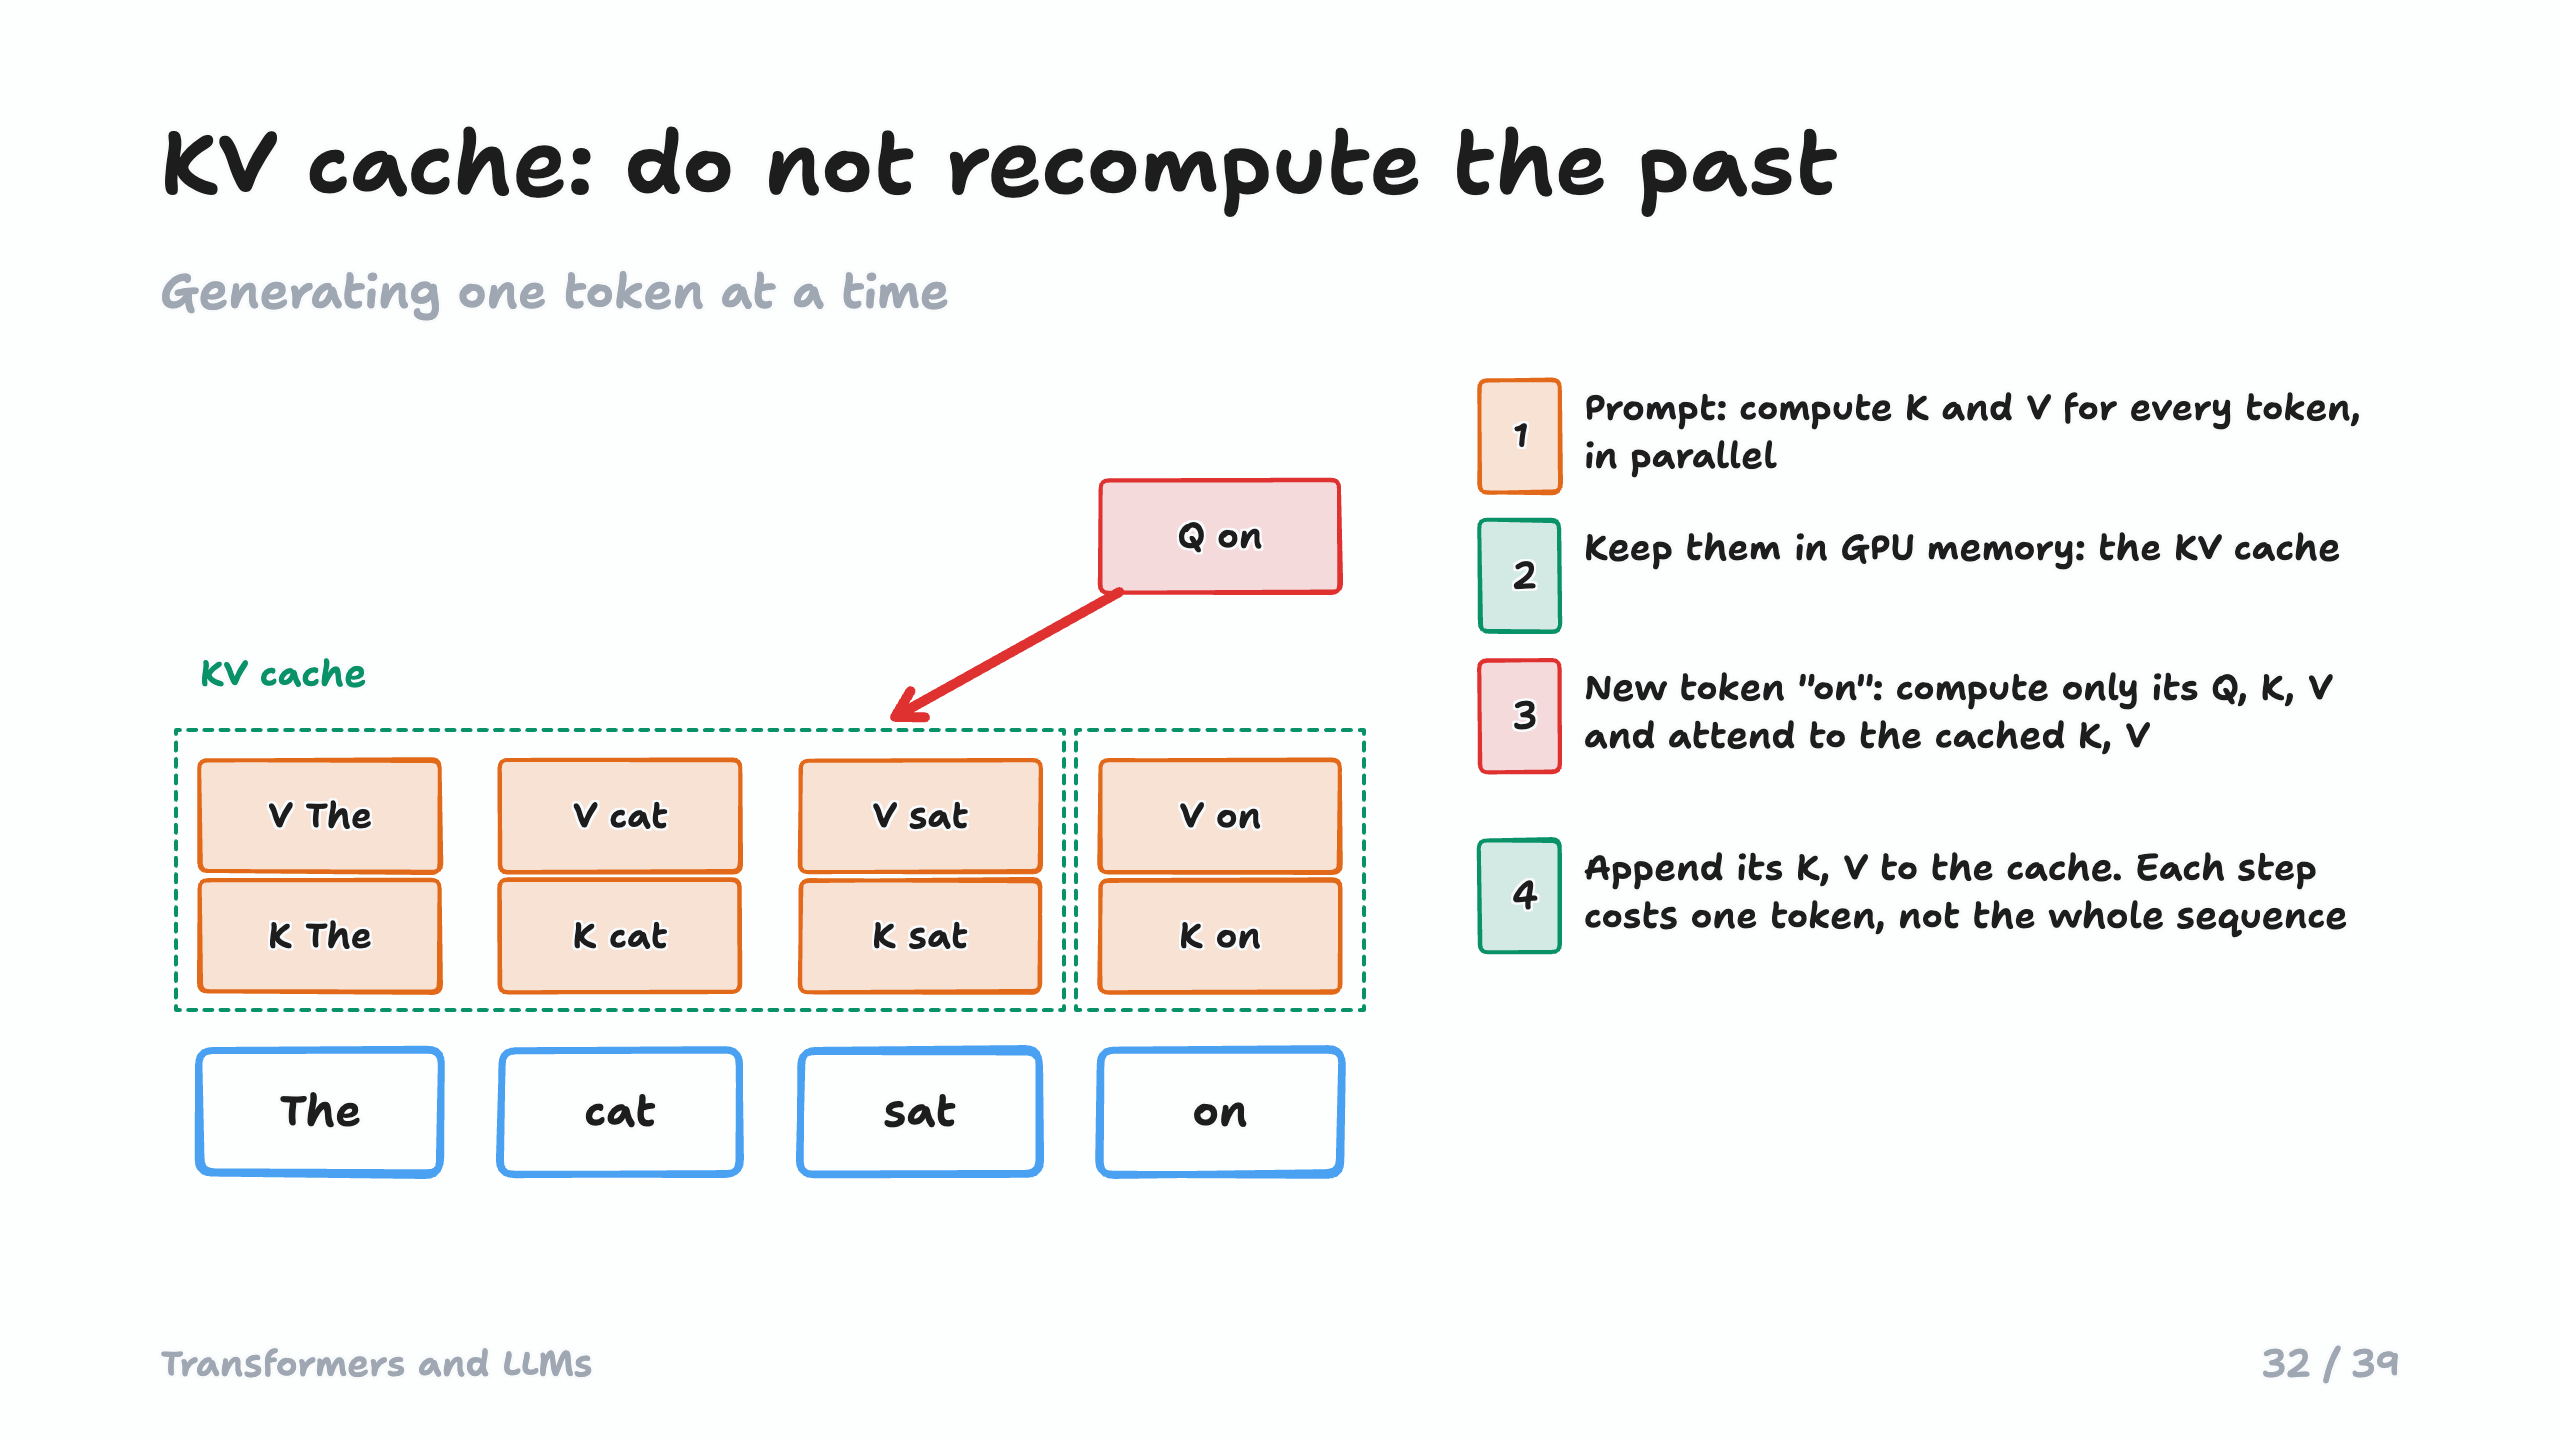 KV cache: do not recompute the past
Generating one token at a time
Q on
KV cache
V The
V cat
V sat
V on
K The
K cat
K sat
K on
The
cat
sat
on
1
Prompt: compute K and V for every token,
in parallel
2
Keep them in GPU memory: the KV cache
3
New token "on": compute only its Q, K, V
and attend to the cached K, V
4
Append its K, V to the cache. Each step
costs one token, not the whole sequence
Transformers and LLMs
32 / 39